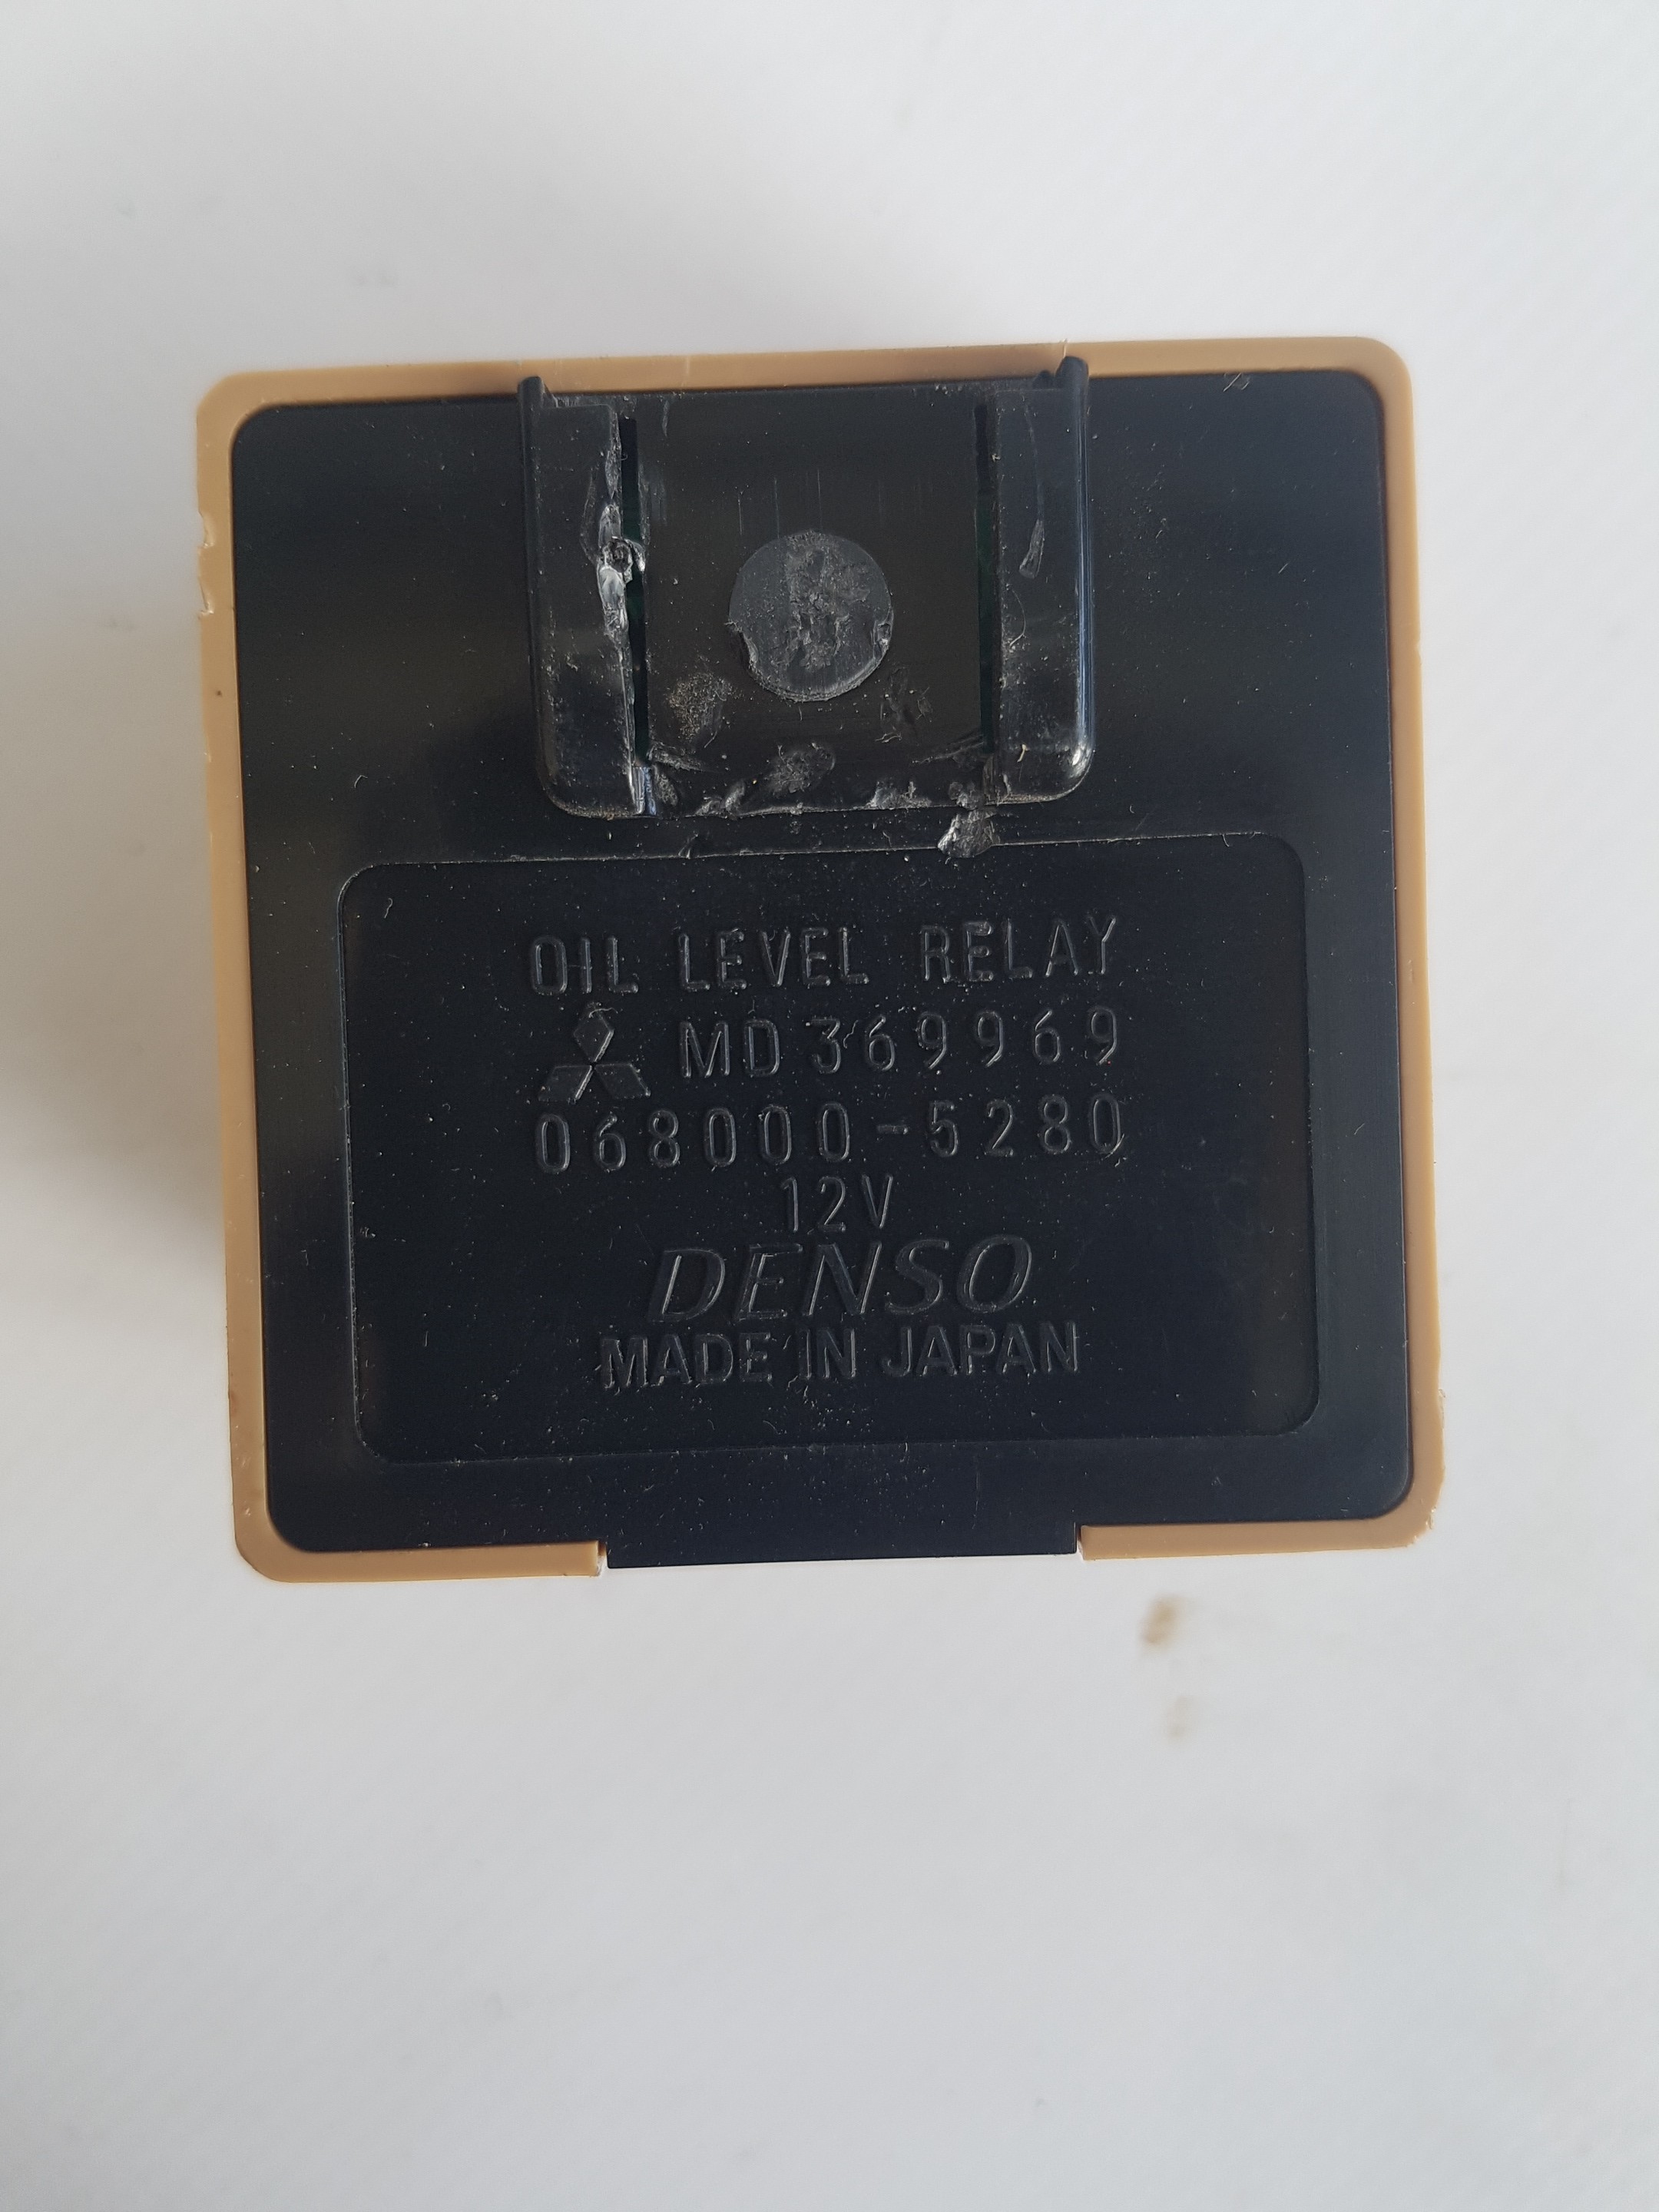 OIL LEVEL RELAY
MD369969
068000-5280
12V
DENSO
MADE IN JAPAN